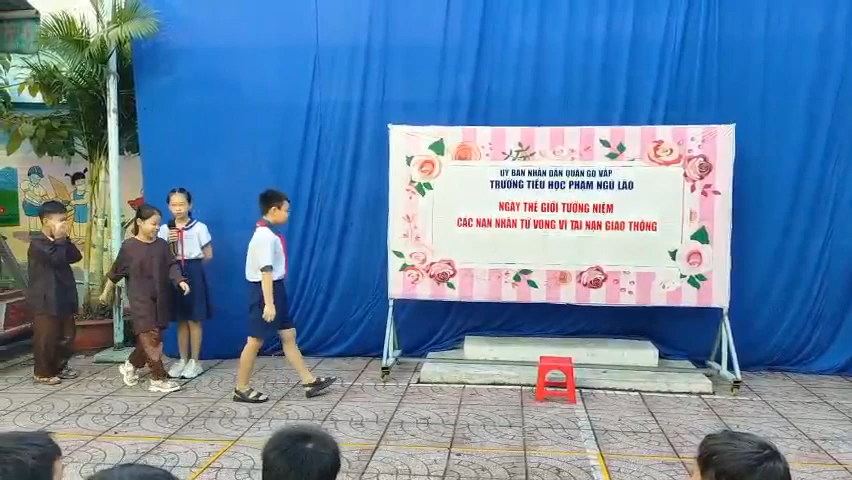 ỦY BAN NHÂN DÂN QUẬN GÒ VẤP
TRƯỜNG TIỂU HỌC PHẠM NGŨ LÃO
NGÀY THẾ GIỚI TƯỞNG NIỆM
CÁC NẠN NHÂN TỬ VONG VÌ TAI NẠN GIAO THÔNG